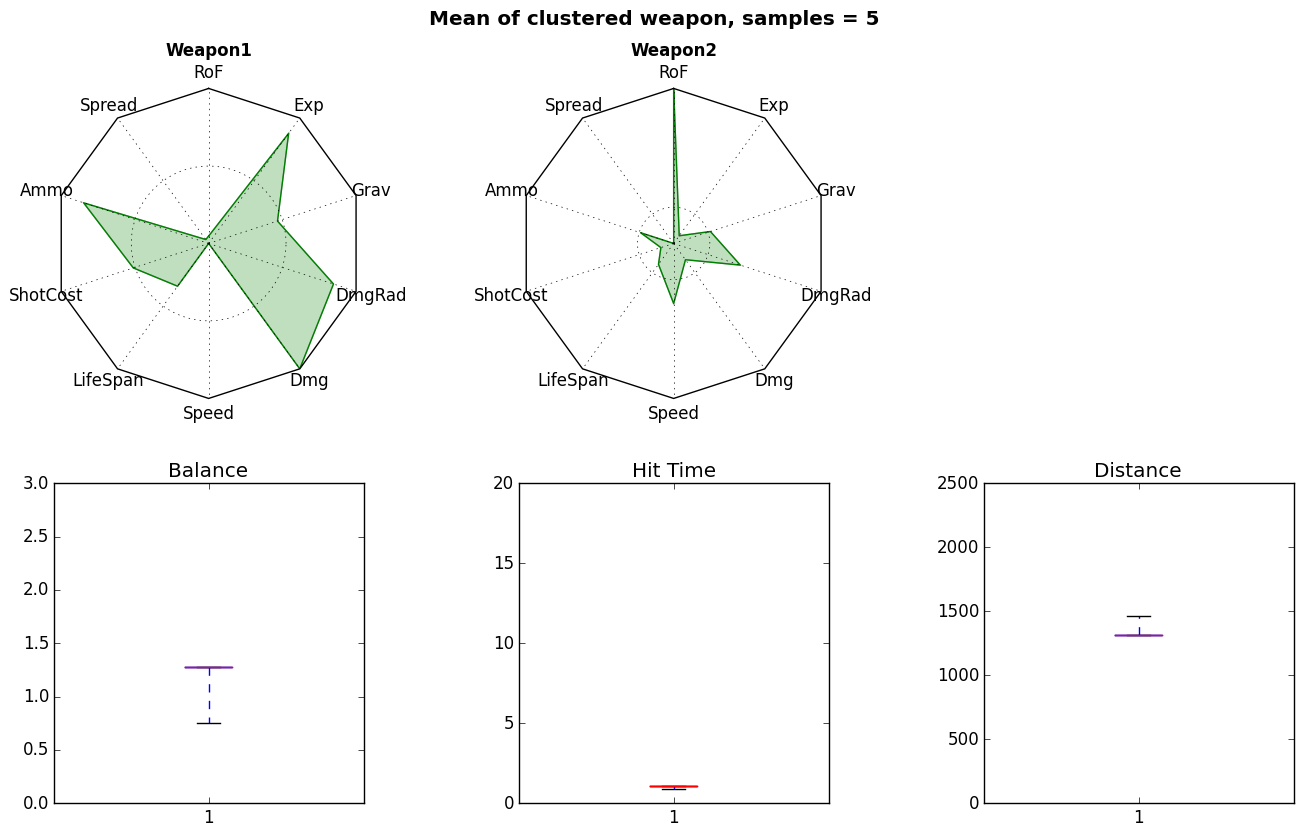 Mean of clustered weapon, samples = 5
Weapon1
RoF
Exp
Grav
DmgRad
Dmg
Speed
LifeSpan
ShotCost
Ammo
Spread
Weapon2
RoF
Exp
Grav
DmgRad
Dmg
Speed
LifeSpan
ShotCost
Ammo
Spread
Balance
3.0
2.5
2.0
1.5
1.0
0.5
0.0
1
Hit Time
20
15
10
5
0
1
Distance
2500
2000
1500
1000
500
0
1